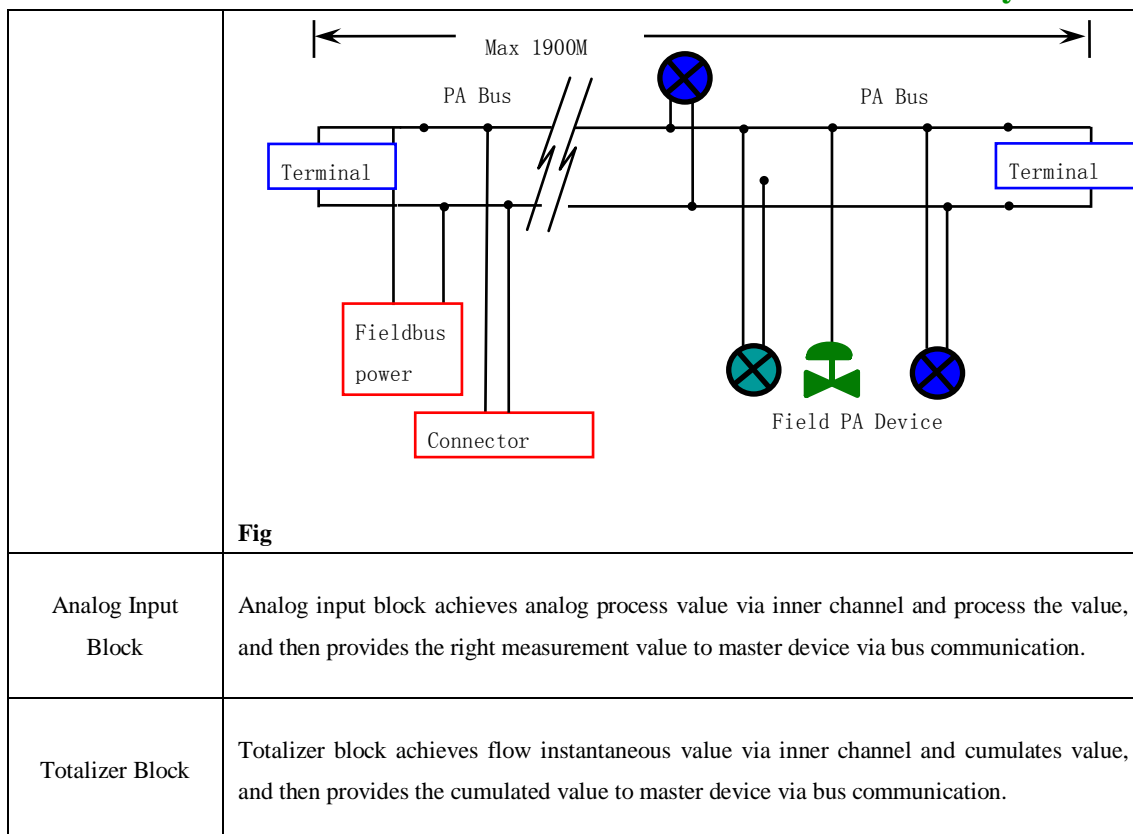 Max 1900M
PA Bus
PA Bus
Terminal
Terminal
Fieldbus
power
Connector
Field PA Device
Fig
Analog Input
Block
Analog input block achieves analog process value via inner channel and process the value,
and then provides the right measurement value to master device via bus communication.
Totalizer Block
Totalizer block achieves flow instantaneous value via inner channel and cumulates value,
and then provides the cumulated value to master device via bus communication.